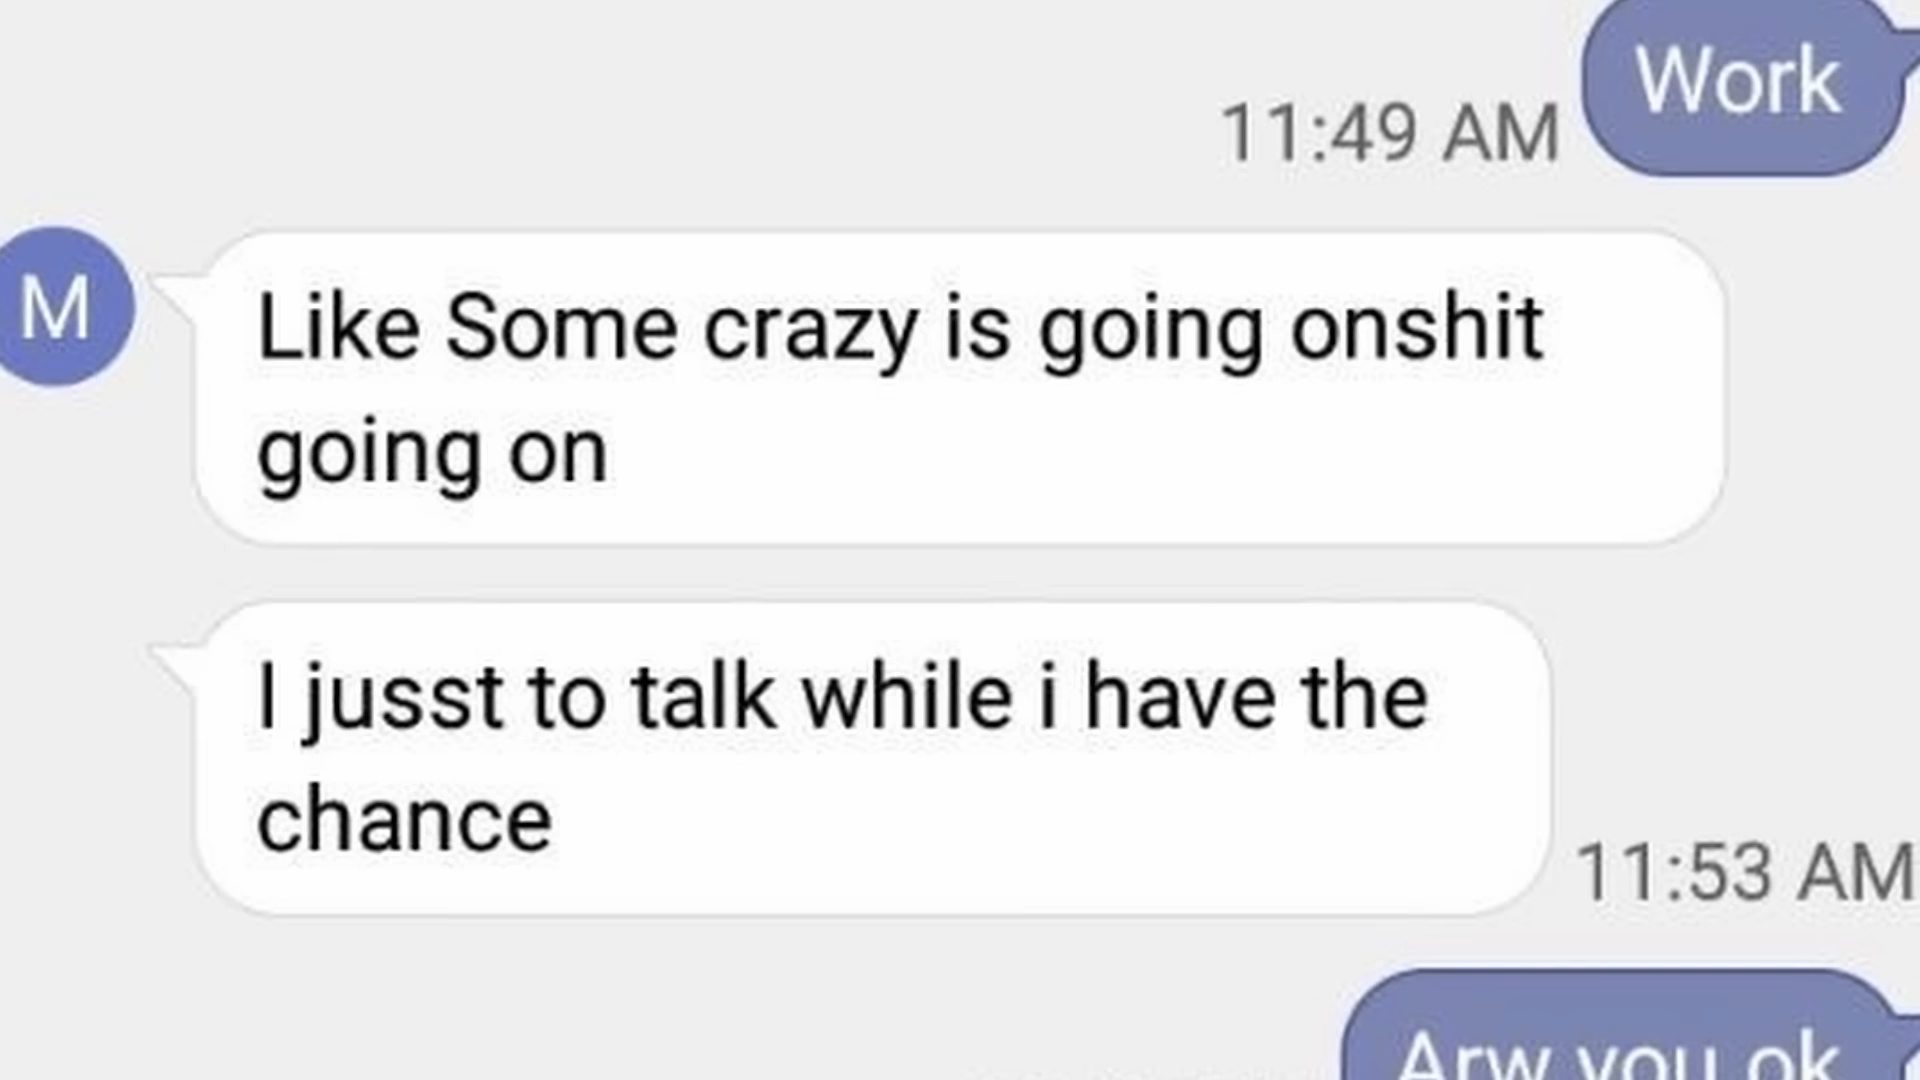 Work
11:49 AM
M
Like Some crazy is going onshit
going on
I jusst to talk while i have the
chance
11:53 AM
Arw you ok